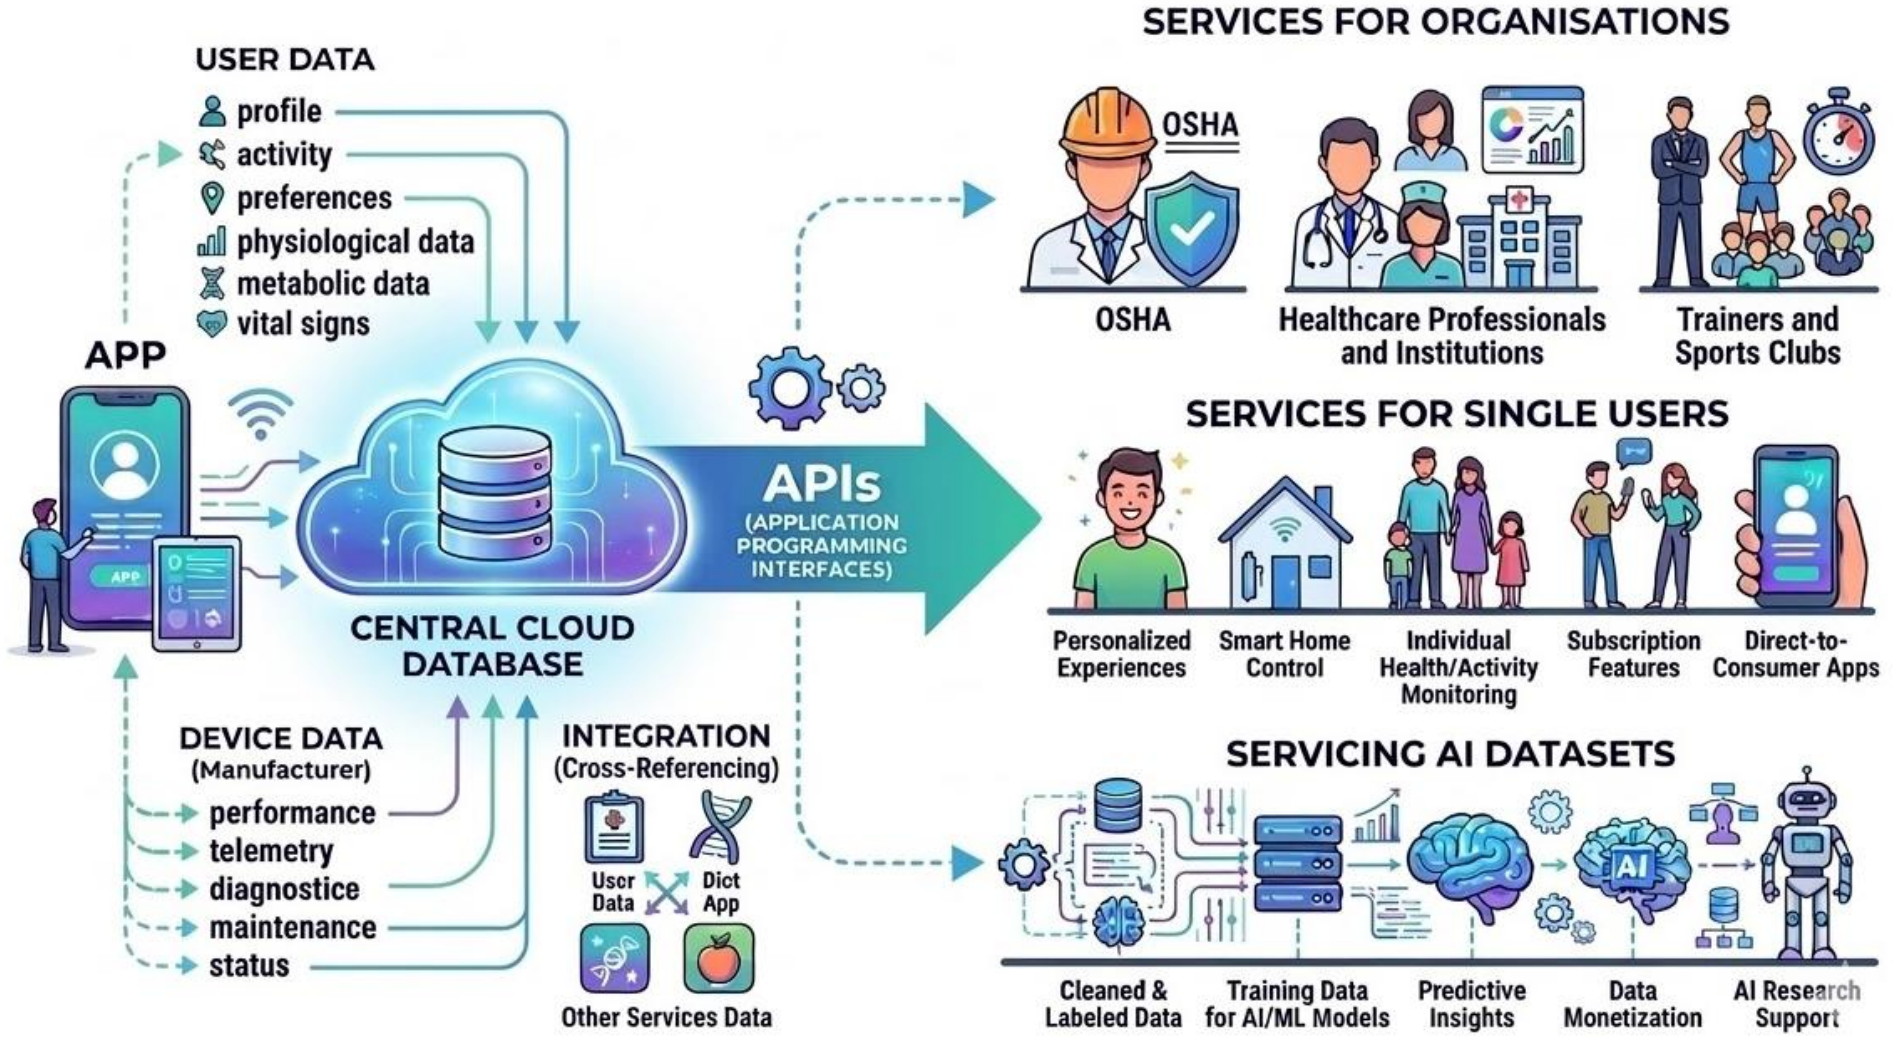 SERVICES FOR ORGANISATIONS
USER DATA
profile
activity
preferences
physiological data
metabolic data
vital signs
OSHA
OSHA
Healthcare Professionals
and Institutions
Trainers and
Sports Clubs
APP
APP
CENTRAL CLOUD
DATABASE
APIs
(APPLICATION
PROGRAMMING
INTERFACES)
SERVICES FOR SINGLE USERS
Personalized
Experiences
Smart Home
Control
Individual
Health/Activity
Monitoring
Subscription
Features
Direct-to-
Consumer Apps
DEVICE DATA
(Manufacturer)
performance
telemetry
diagnostice
maintenance
status
INTEGRATION
(Cross-Referencing)
User
Data
Dict
App
Other Services Data
SERVICING AI DATASETS
AI
Cleaned &
Labeled Data
Training Data
for AI/ML Models
Predictive
Insights
Data
Monetization
AI Research
Support